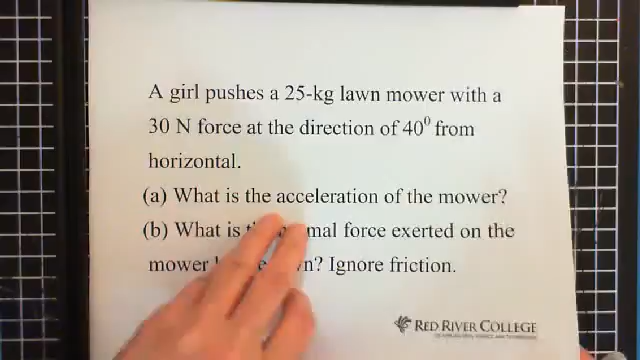 A girl pushes a 25-kg lawn mower with a
30 N force at the direction of 40⁰ from
horizontal.
(a) What is the acceleration of the mower?
(b) What is force exerted on the
mower Ignore friction.
RED RIVER COLLEGE